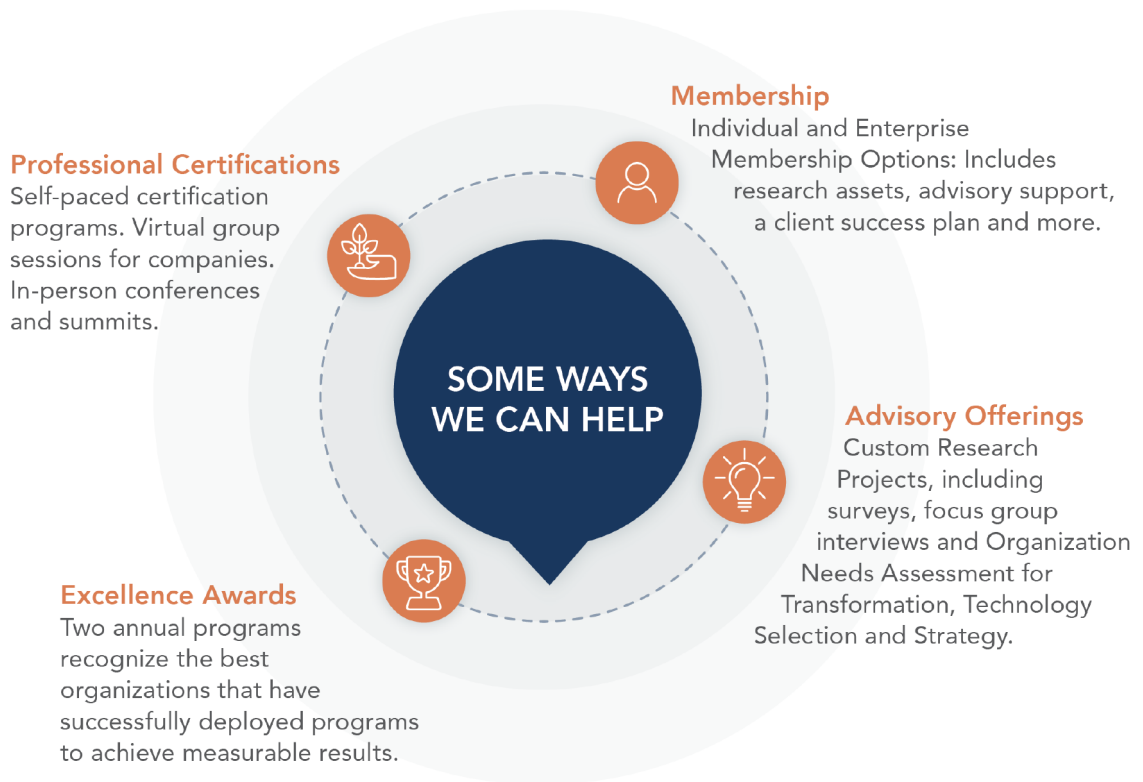 SOME WAYS
WE CAN HELP
Professional Certifications
Self-paced certification
programs. Virtual group
sessions for companies.
In-person conferences
and summits.
Membership
Individual and Enterprise
Membership Options: Includes
research assets, advisory support,
a client success plan and more.
Advisory Offerings
Custom Research
Projects, including
surveys, focus group
interviews and Organization
Needs Assessment for
Transformation, Technology
Selection and Strategy.
Excellence Awards
Two annual programs
recognize the best
organizations that have
successfully deployed programs
to achieve measurable results.